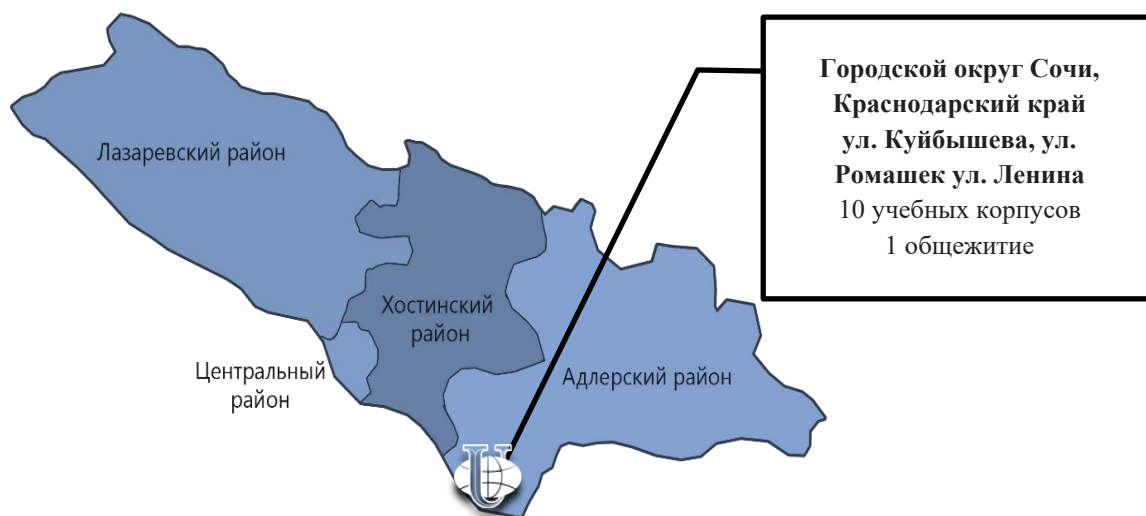 Городской округ Сочи,
Краснодарский край
ул. Куйбышева, ул.
Ромашек ул. Ленина
10 учебных корпусов
1 общежитие
Лазаревский район
Хостинский
район
Центральный
район
Адлерский район
U